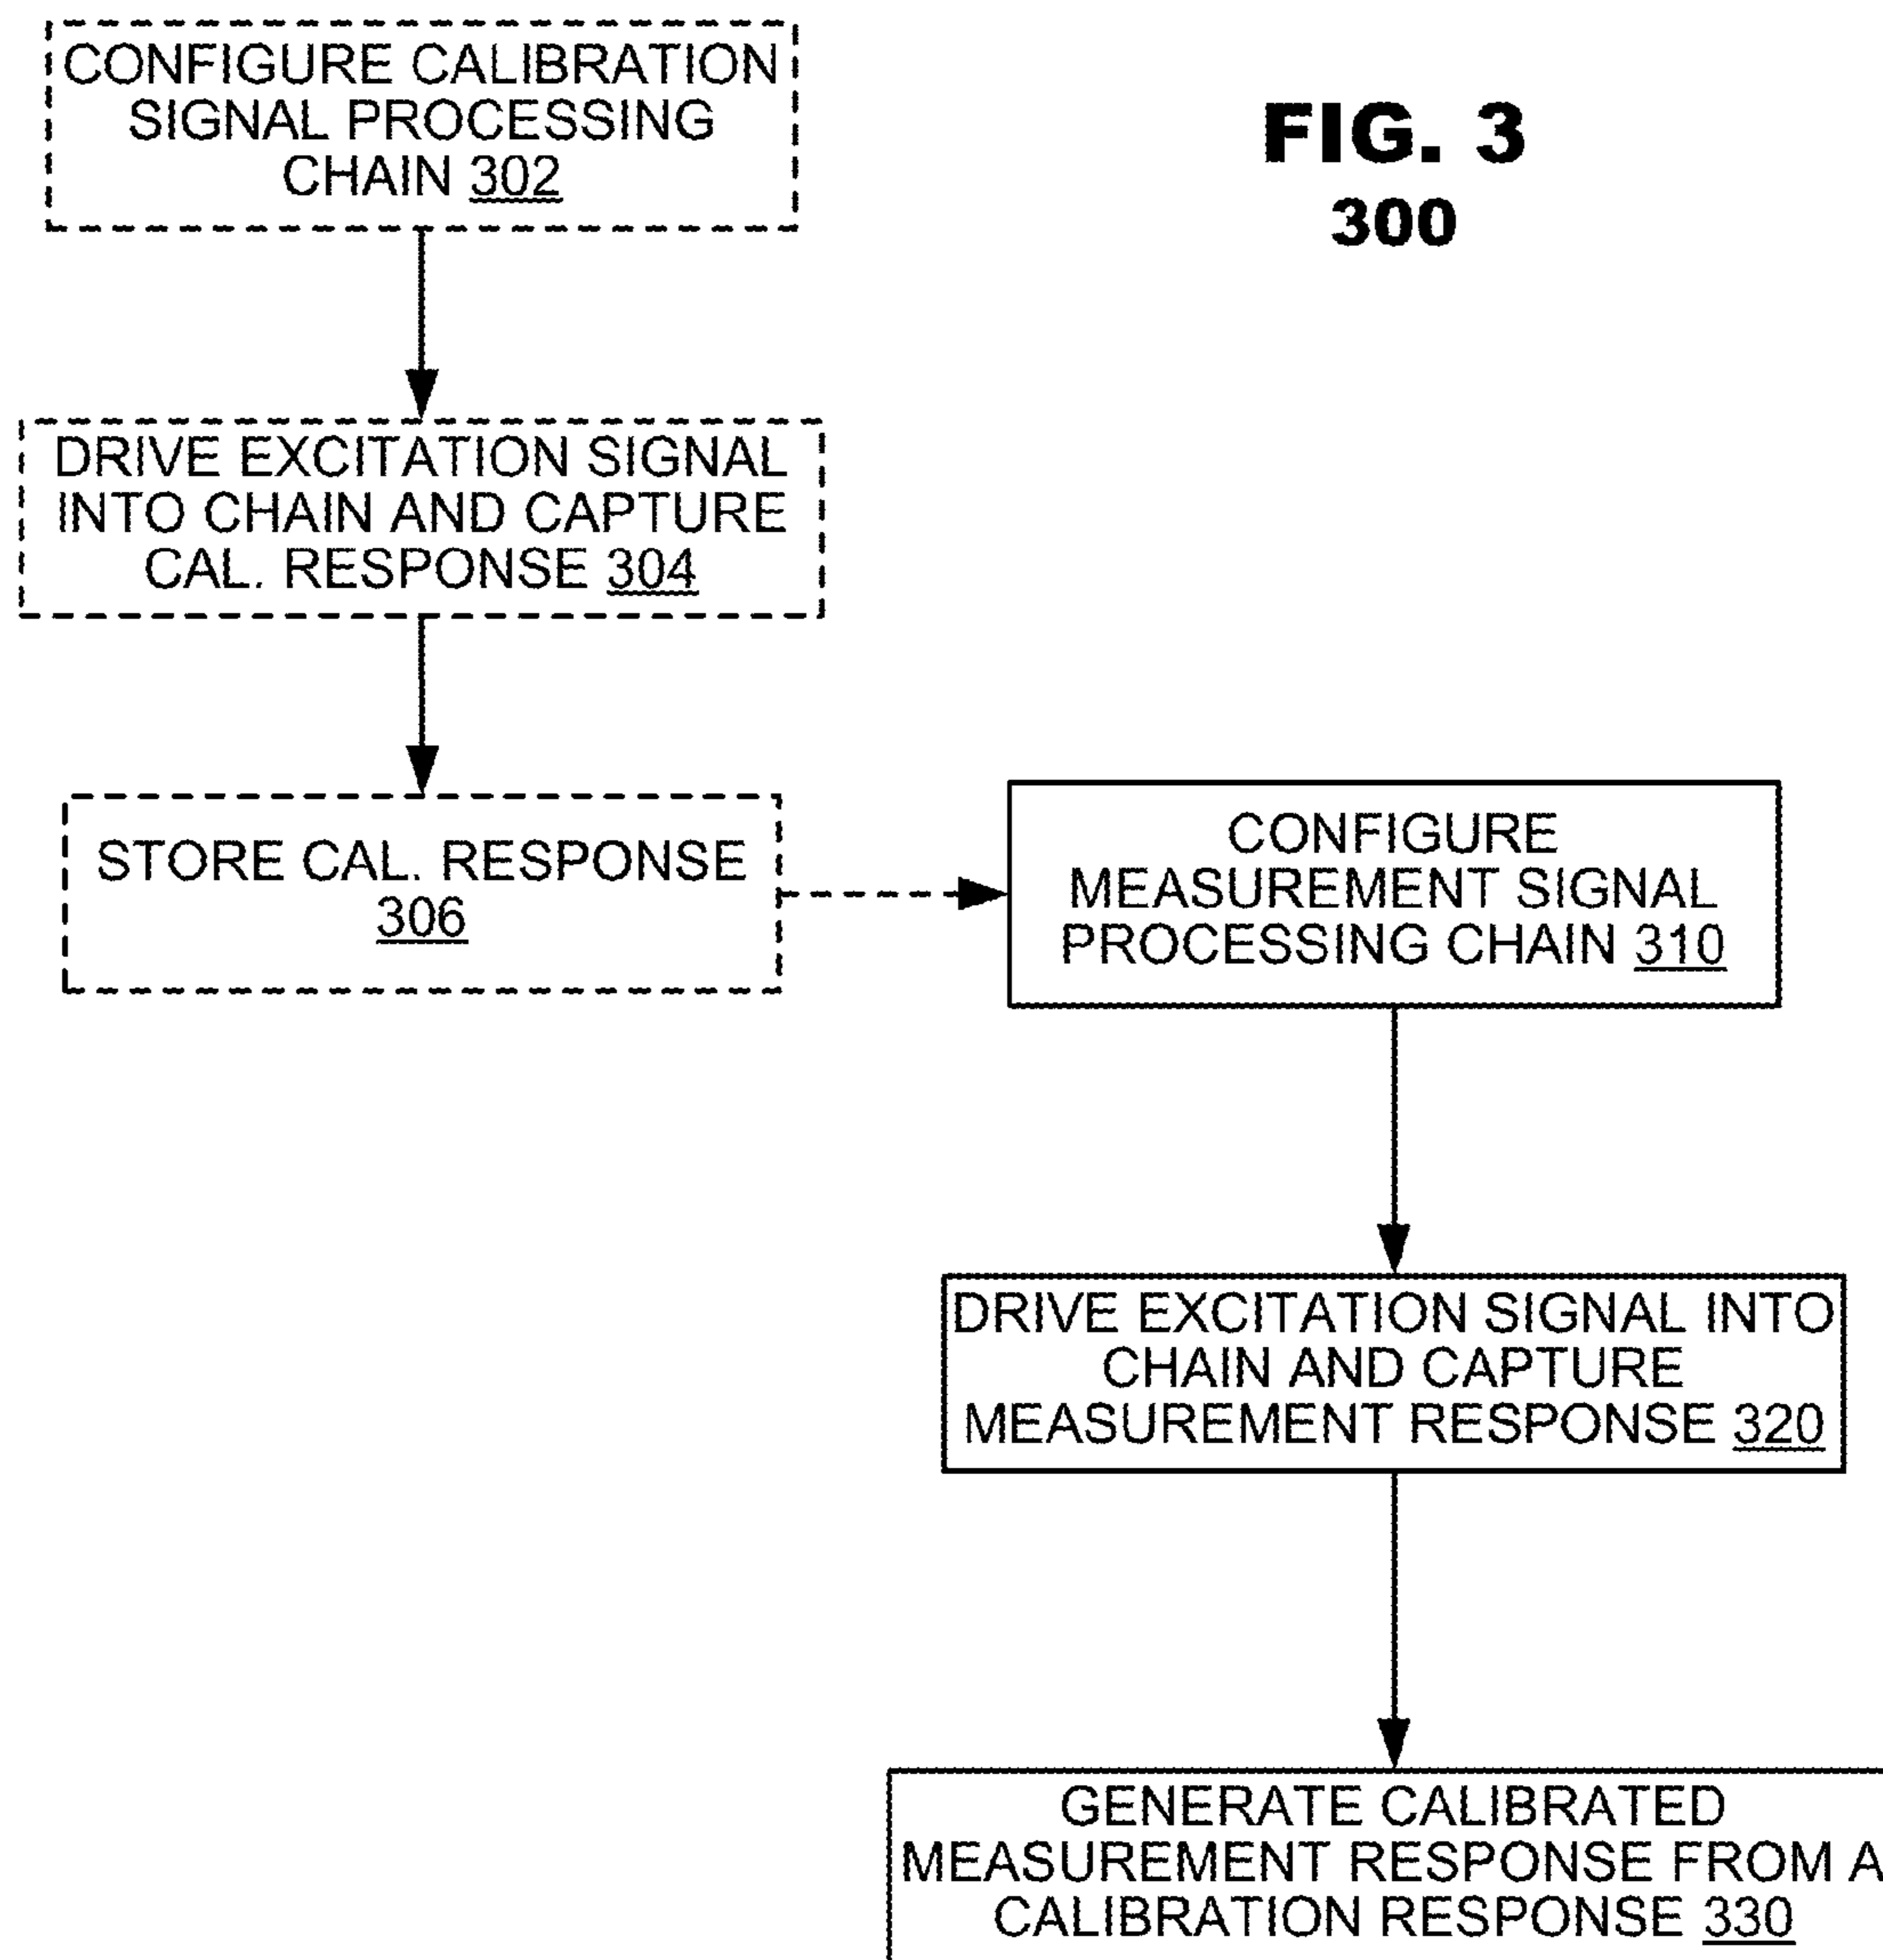 CONFIGURE CALIBRATION
SIGNAL PROCESSING
CHAIN 302
FIG. 3
300
DRIVE EXCITATION SIGNAL
INTO CHAIN AND CAPTURE
CAL. RESPONSE 304
STORE CAL. RESPONSE
306
CONFIGURE
MEASUREMENT SIGNAL
PROCESSING CHAIN 310
DRIVE EXCITATION SIGNAL INTO
CHAIN AND CAPTURE
MEASUREMENT RESPONSE 320
GENERATE CALIBRATED
MEASUREMENT RESPONSE FROM A
CALIBRATION RESPONSE 330